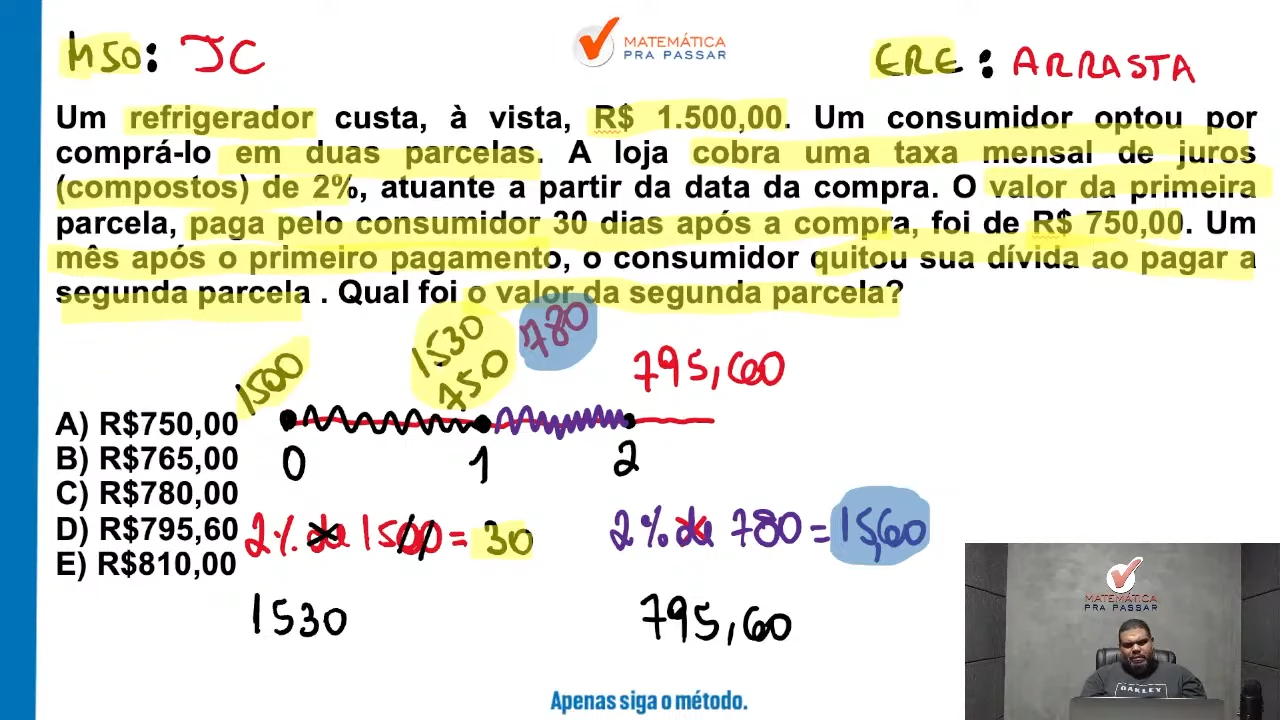 MSO: JC
MATEMÁTICA
PRA PASSAR
ERE: ARRASTA
Um refrigerador custa, à vista, R$ 1.500,00. Um consumidor optou por
comprá-lo em duas parcelas. A loja cobra uma taxa mensal de juros
(compostos) de 2%, atuante a partir da data da compra. O valor da primeira
parcela, paga pelo consumidor 30 dias após a compra, foi de R$ 750,00. Um
mês após o primeiro pagamento, o consumidor quitou sua dívida ao pagar a
segunda parcela . Qual foi o valor da segunda parcela?
1500
1530
750
780
795,60
A) R$750,00
B) R$765,00
C) R$780,00
D) R$795,60
E) R$810,00
0 1 2
2% de 1500 = 30
1530
2% de 780 = 15,60
795,60
MATEMÁTICA
PRA PASSAR
OAKLEY
Apenas siga o método.